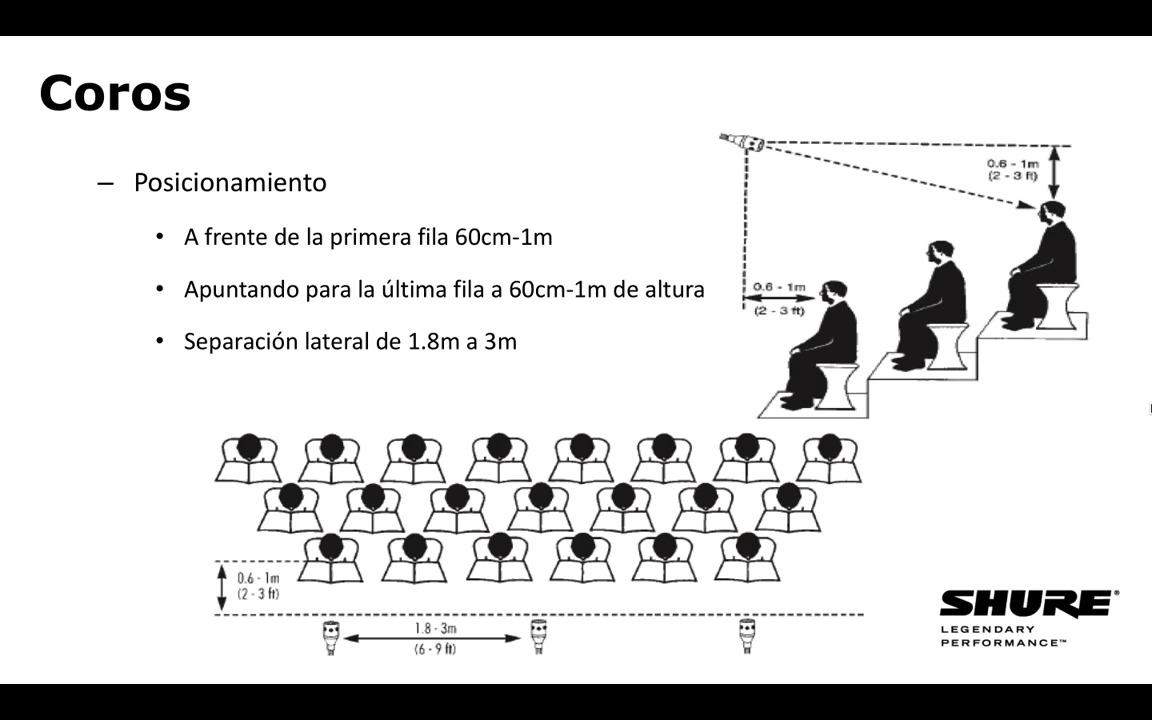 Coros
– Posicionamiento
• A frente de la primera fila 60cm-1m
• Apuntando para la última fila a 60cm-1m de altura
• Separación lateral de 1.8m a 3m
0.6 - 1m
(2 - 3 ft)
0.6 - 1m
(2 - 3 ft)
0.6 - 1m
(2 - 3 ft)
1.8 - 3m
(6 - 9 ft)
SHURE®
LEGENDARY
PERFORMANCE™